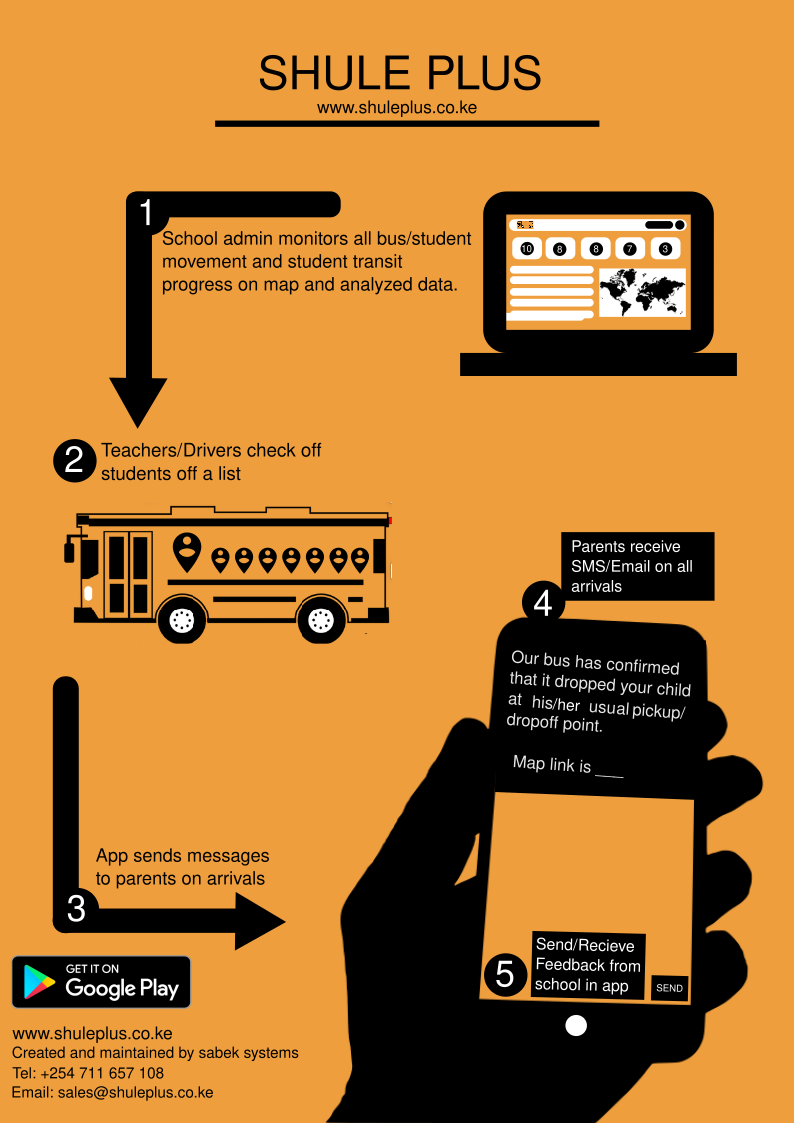 SHULE PLUS
www.shuleplus.co.ke
1
School admin monitors all bus/student
movement and student transit
progress on map and analyzed data.
10 8 8 7 3
2
Teachers/Drivers check off
students off a list
Parents receive
SMS/Email on all
arrivals
4
Our bus has confirmed
that it dropped your child
at his/her usual pickup/
dropoff point.
Map link is ___
App sends messages
to parents on arrivals
3
Send/Recieve
Feedback from
school in app
5
SEND
GET IT ON
Google Play
www.shuleplus.co.ke
Created and maintained by sabek systems
Tel: +254 711 657 108
Email: sales@shuleplus.co.ke